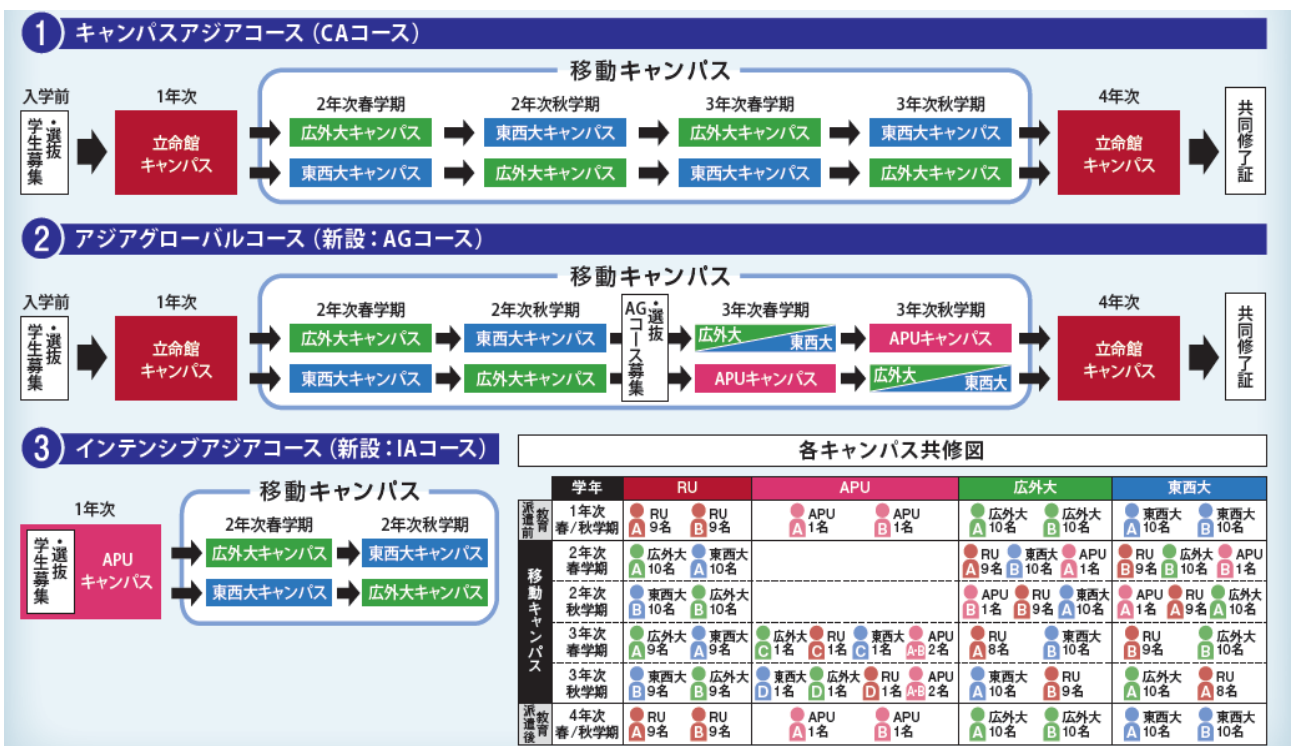 1 キャンパスアジアコース（CAコース）
移動キャンパス
入学前
学生募集・選抜
1年次
立命館
キャンパス
2年次春学期
2年次秋学期
3年次春学期
3年次秋学期
広外大キャンパス
東西大キャンパス
広外大キャンパス
東西大キャンパス
東西大キャンパス
広外大キャンパス
東西大キャンパス
広外大キャンパス
4年次
立命館
キャンパス
共同修了証
2 アジアグローバルコース（新設：AGコース）
移動キャンパス
入学前
学生募集・選抜
1年次
立命館
キャンパス
2年次春学期
2年次秋学期
AGコース募集・選抜
3年次春学期
3年次秋学期
広外大キャンパス
東西大キャンパス
広外大 東西大
APUキャンパス
東西大キャンパス
広外大キャンパス
APUキャンパス
広外大 東西大
4年次
立命館
キャンパス
共同修了証
3 インテンシブアジアコース（新設：IAコース）
移動キャンパス
1年次
学生募集・選抜
APU
キャンパス
2年次春学期
2年次秋学期
広外大キャンパス
東西大キャンパス
東西大キャンパス
広外大キャンパス
各キャンパス共修図
学年 RU APU 広外大 東西大
派遣前教育
1年次 春/秋学期 RU A 9名 RU B 9名 APU A 1名 APU B 1名 広外大 A 10名 広外大 B 10名 東西大 A 10名 東西大 B 10名
移動キャンパス
2年次 春学期 広外大 A 10名 東西大 A 10名 RU A 9名 東西大 B 10名 APU A 1名 RU B 9名 広外大 B 10名 APU B 1名
2年次 秋学期 東西大 B 10名 広外大 B 10名 APU B 1名 RU B 9名 東西大 A 10名 APU A 1名 RU A 9名 広外大 A 10名
3年次 春学期 広外大 A 9名 東西大 A 9名 広外大 C 1名 RU C 1名 東西大 C 1名 APU A・B 2名 RU A 8名 東西大 B 10名 RU B 9名 広外大 B 10名
3年次 秋学期 東西大 B 9名 広外大 B 9名 東西大 D 1名 広外大 D 1名 RU D 1名 APU A・B 2名 東西大 A 10名 RU B 9名 広外大 A 10名 RU A 8名
派遣後教育
4年次 春/秋学期 RU A 9名 RU B 9名 APU A 1名 APU B 1名 広外大 A 10名 広外大 B 10名 東西大 A 10名 東西大 B 10名